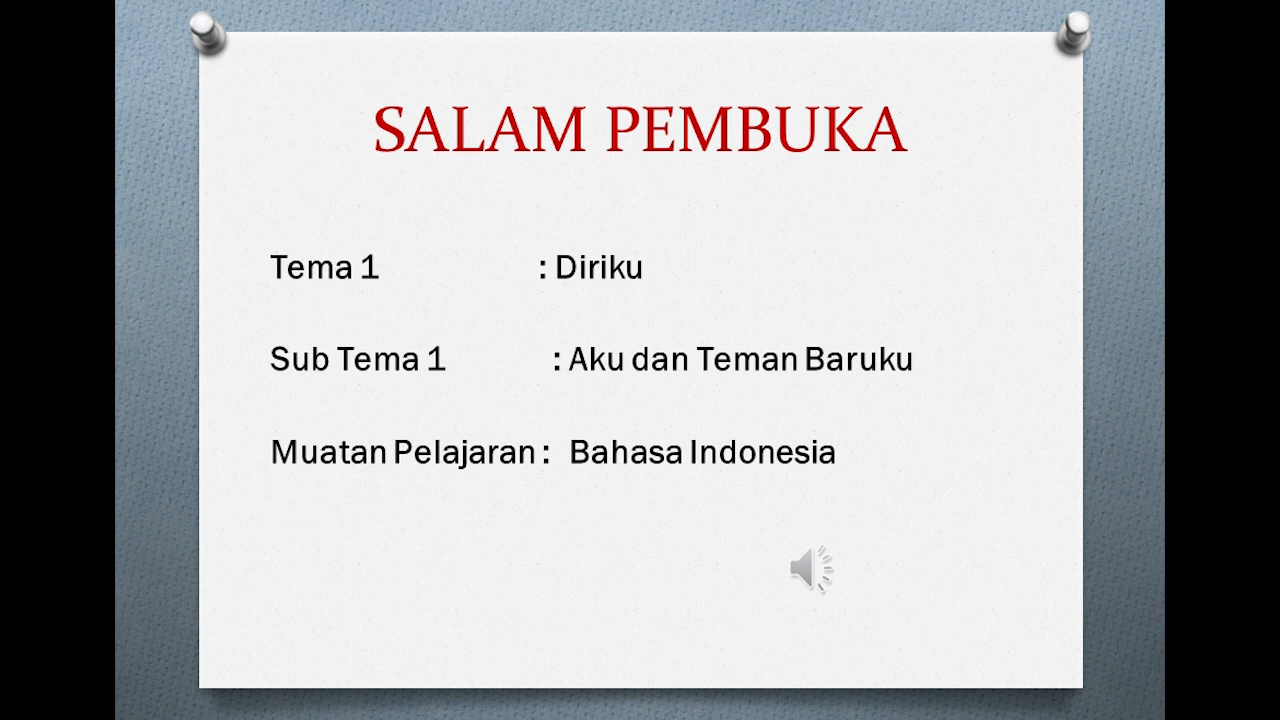 SALAM PEMBUKA
Tema 1 : Diriku
Sub Tema 1 : Aku dan Teman Baruku
Muatan Pelajaran : Bahasa Indonesia